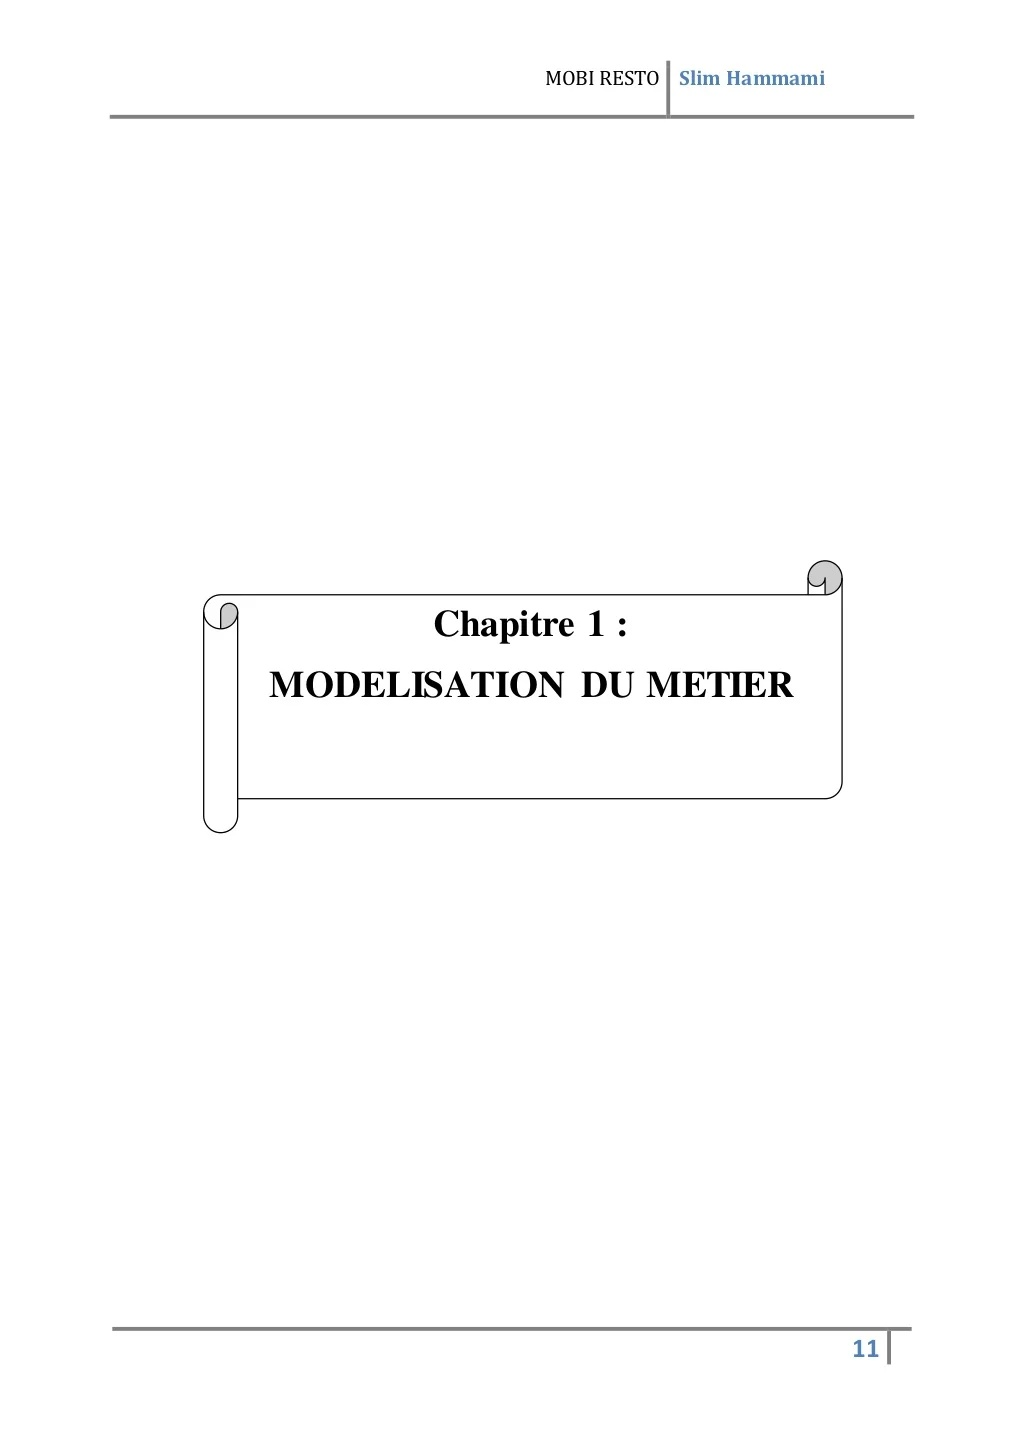 MOBI RESTO Slim Hammami
Chapitre 1 :
MODELISATION DU METIER
11